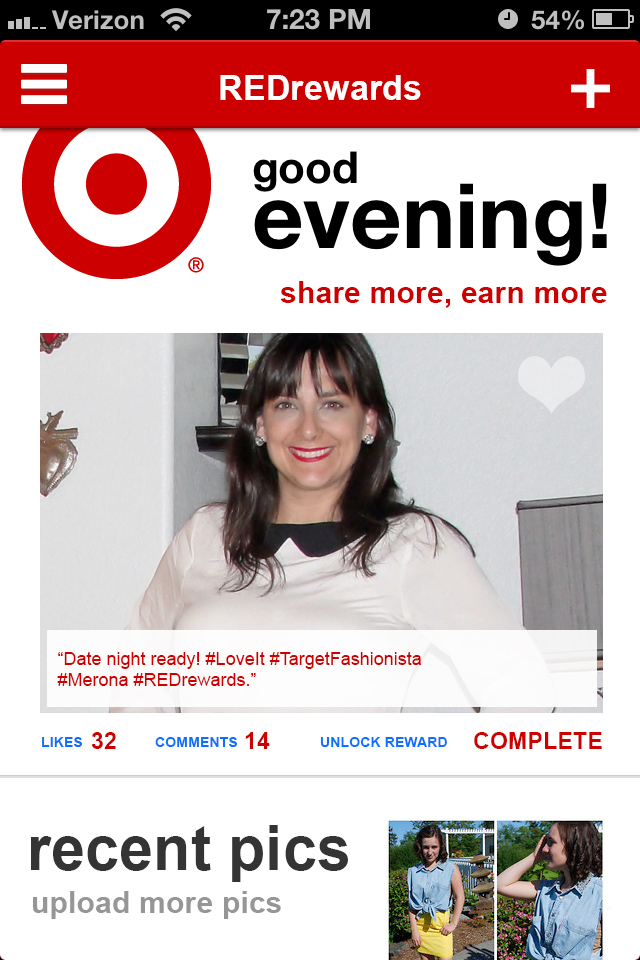 Verizon 7:23 PM 54%
REDrewards
good
evening!
®
share more, earn more
“Date night ready! #LoveIt #TargetFashionista
#Merona #REDrewards.”
LIKES 32 COMMENTS 14 UNLOCK REWARD COMPLETE
recent pics
upload more pics